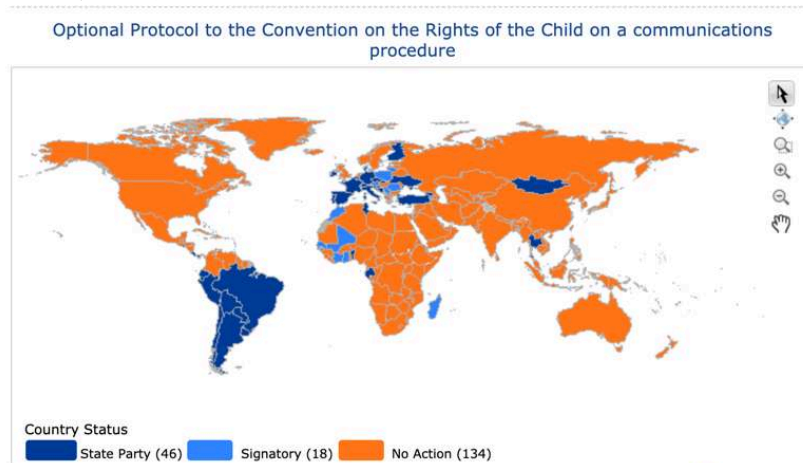 Optional Protocol to the Convention on the Rights of the Child on a communications
procedure
Country Status
State Party (46)
Signatory (18)
No Action (134)